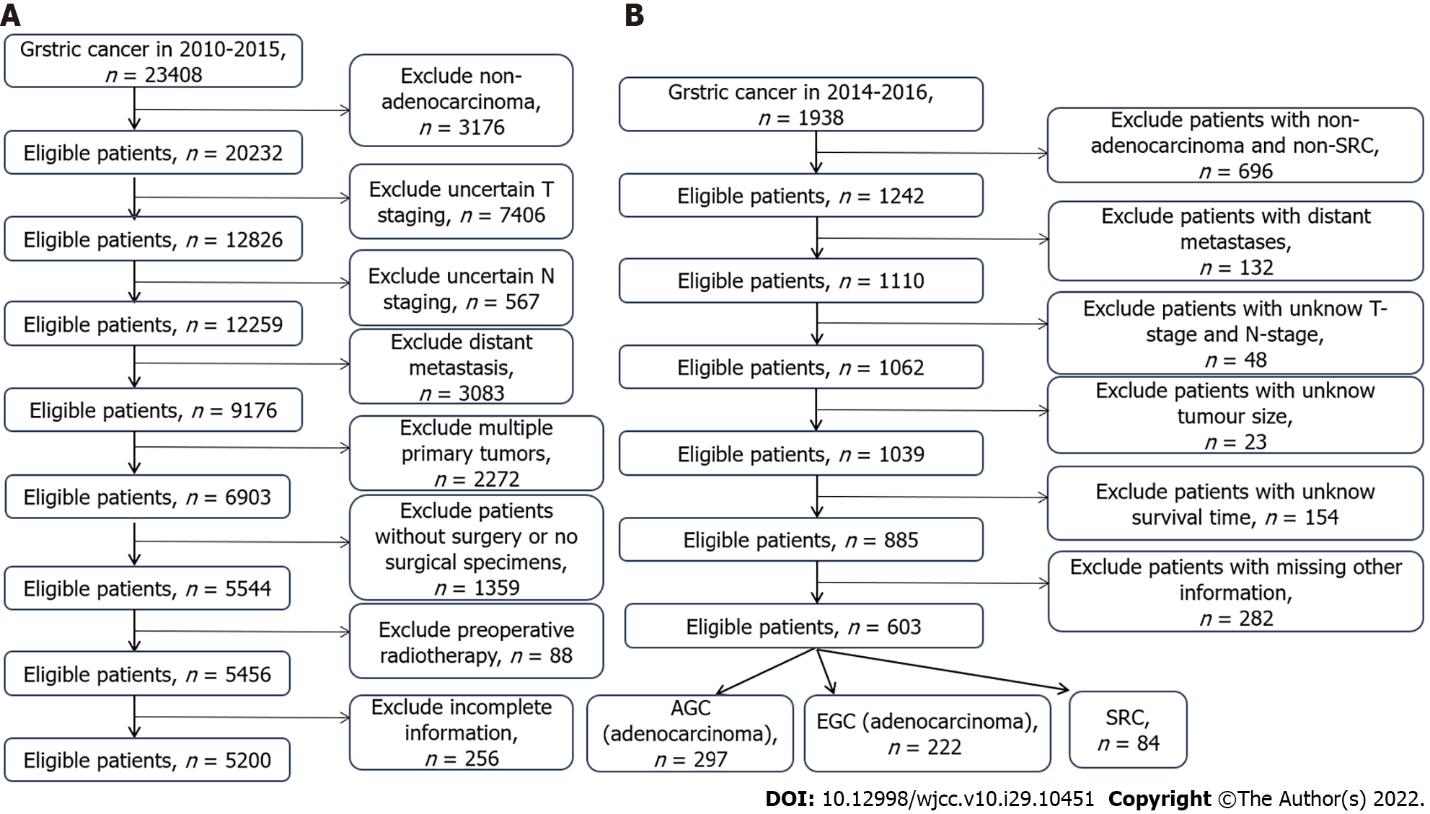 A
Grstric cancer in 2010-2015,
n = 23408
Exclude non-
adenocarcinoma,
n = 3176
Eligible patients, n = 20232
Exclude uncertain T
staging, n = 7406
Eligible patients, n = 12826
Exclude uncertain N
staging, n = 567
Eligible patients, n = 12259
Exclude distant
metastasis,
n = 3083
Eligible patients, n = 9176
Exclude multiple
primary tumors,
n = 2272
Eligible patients, n = 6903
Exclude patients
without surgery or no
surgical specimens,
n = 1359
Eligible patients, n = 5544
Exclude preoperative
radiotherapy, n = 88
Eligible patients, n = 5456
Exclude incomplete
information,
n = 256
Eligible patients, n = 5200
B
Grstric cancer in 2014-2016,
n = 1938
Exclude patients with non-
adenocarcinoma and non-SRC,
n = 696
Eligible patients, n = 1242
Exclude patients with distant
metastases,
n = 132
Eligible patients, n = 1110
Exclude patients with unknow T-
stage and N-stage,
n = 48
Eligible patients, n = 1062
Exclude patients with unknow
tumour size,
n = 23
Eligible patients, n = 1039
Exclude patients with unknow
survival time, n = 154
Eligible patients, n = 885
Exclude patients with missing other
information,
n = 282
Eligible patients, n = 603
AGC
(adenocarcinoma),
n = 297
EGC (adenocarcinoma),
n = 222
SRC,
n = 84
DOI: 10.12998/wjcc.v10.i29.10451 Copyright ©The Author(s) 2022.